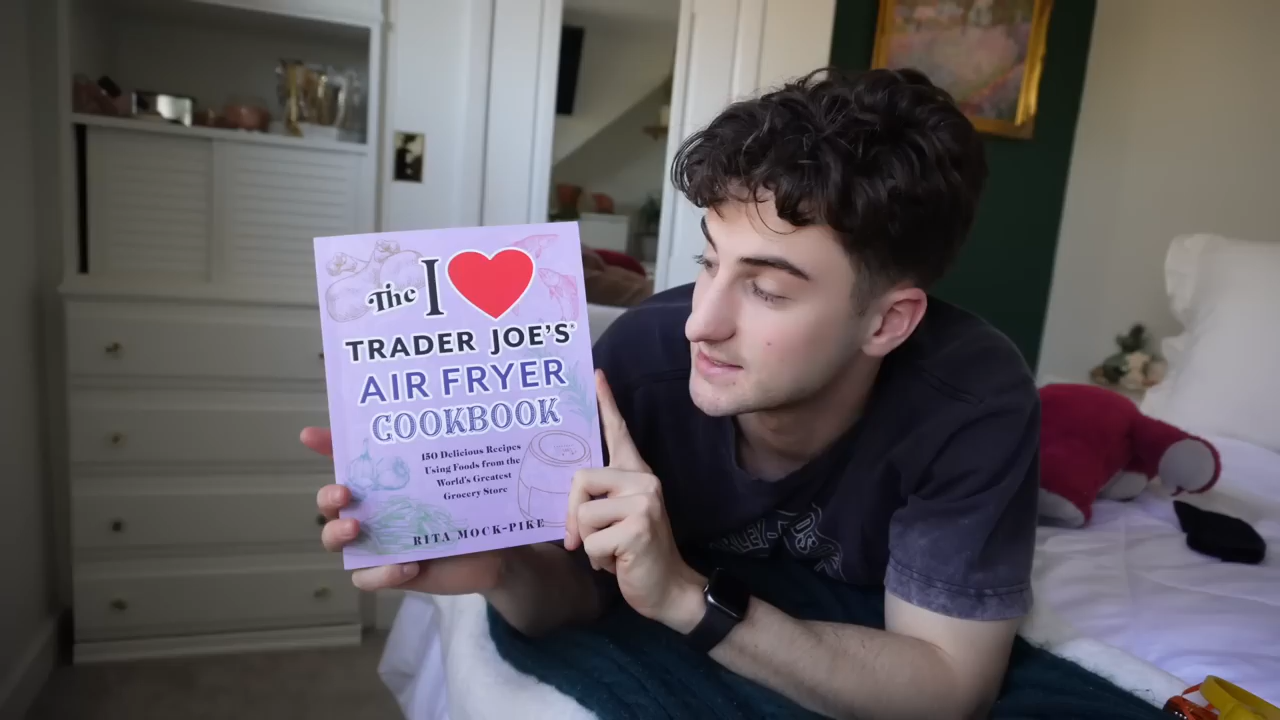 The I
TRADER JOE'S®
AIR FRYER
COOKBOOK
150 Delicious Recipes
Using Foods from the
World's Greatest
Grocery Store
RITA MOCK-PIKE